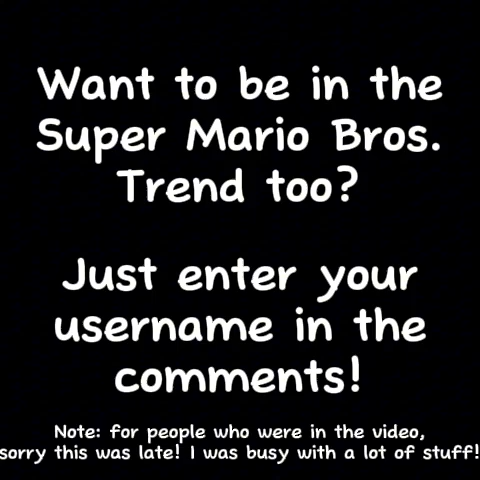 Want to be in the
Super Mario Bros.
Trend too?
Just enter your
username in the
comments!
Note: for people who were in the video,
sorry this was late! I was busy with a lot of stuff!